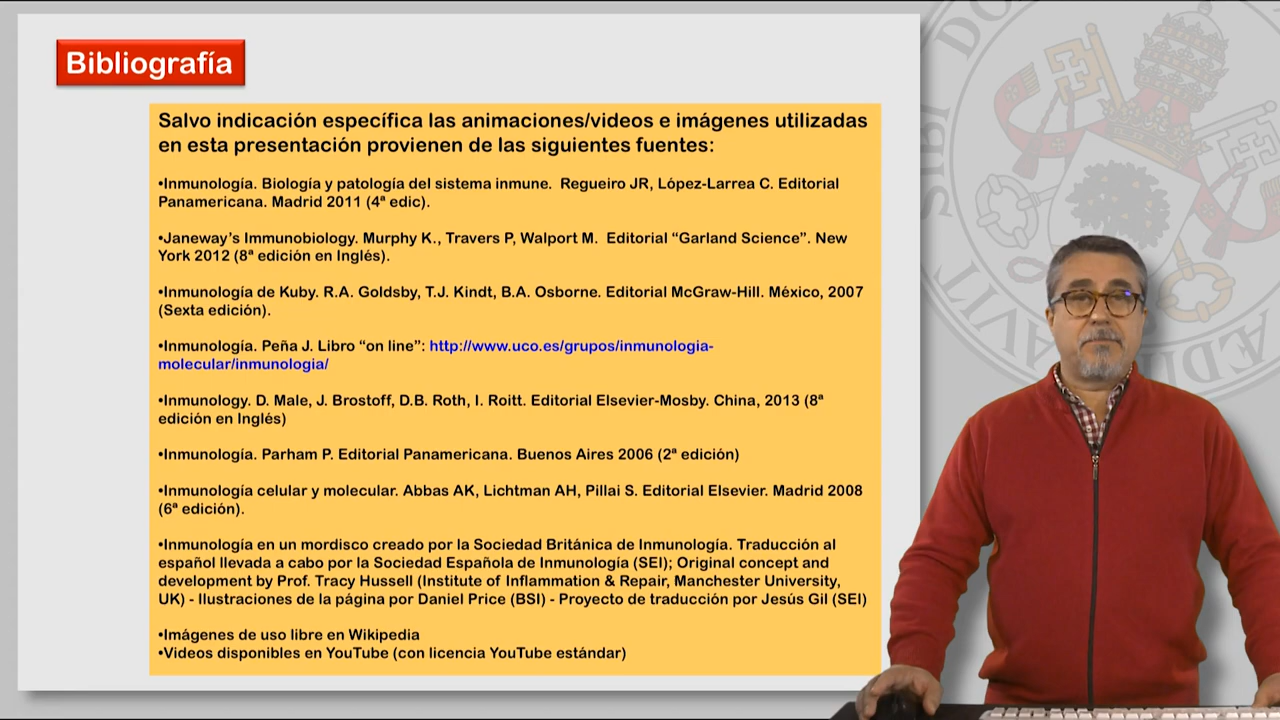 Bibliografía
Salvo indicación específica las animaciones/videos e imágenes utilizadas
en esta presentación provienen de las siguientes fuentes:
•Inmunología. Biología y patología del sistema inmune.  Regueiro JR, López-Larrea C. Editorial
Panamericana. Madrid 2011 (4ª edic).
•Janeway's Immunobiology. Murphy K., Travers P, Walport M.  Editorial “Garland Science”. New
York 2012 (8ª edición en Inglés).
•Inmunología de Kuby. R.A. Goldsby, T.J. Kindt, B.A. Osborne. Editorial McGraw-Hill. México, 2007
(Sexta edición).
•Inmunología. Peña J. Libro “on line”: http://www.uco.es/grupos/inmunologia-
molecular/inmunologia/
•Inmunology. D. Male, J. Brostoff, D.B. Roth, I. Roitt. Editorial Elsevier-Mosby. China, 2013 (8ª
edición en Inglés)
•Inmunología. Parham P. Editorial Panamericana. Buenos Aires 2006 (2ª edición)
•Inmunología celular y molecular. Abbas AK, Lichtman AH, Pillai S. Editorial Elsevier. Madrid 2008
(6ª edición).
•Inmunología en un mordisco creado por la Sociedad Británica de Inmunología. Traducción al
español llevada a cabo por la Sociedad Española de Inmunología (SEI); Original concept and
development by Prof. Tracy Hussell (Institute of Inflammation & Repair, Manchester University,
UK) - Ilustraciones de la página por Daniel Price (BSI) - Proyecto de traducción por Jesús Gil (SEI)
•Imágenes de uso libre en Wikipedia
•Videos disponibles en YouTube (con licencia YouTube estándar)
SIBI DO